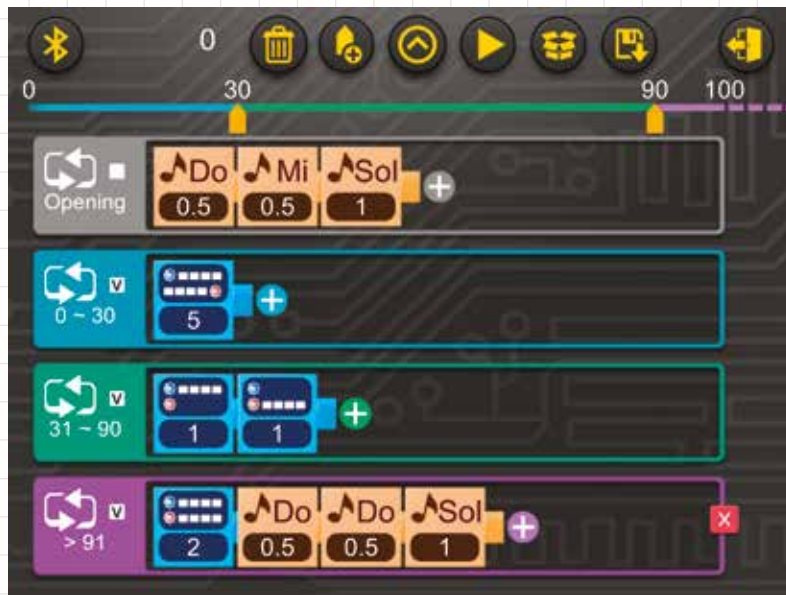 0
0 30 90 100
Do Mi Sol
Opening 0.5 0.5 1
V
0 ~ 30 5
V
31 ~ 90 1 1
V Do Do Sol
> 91 2 0.5 0.5 1
X